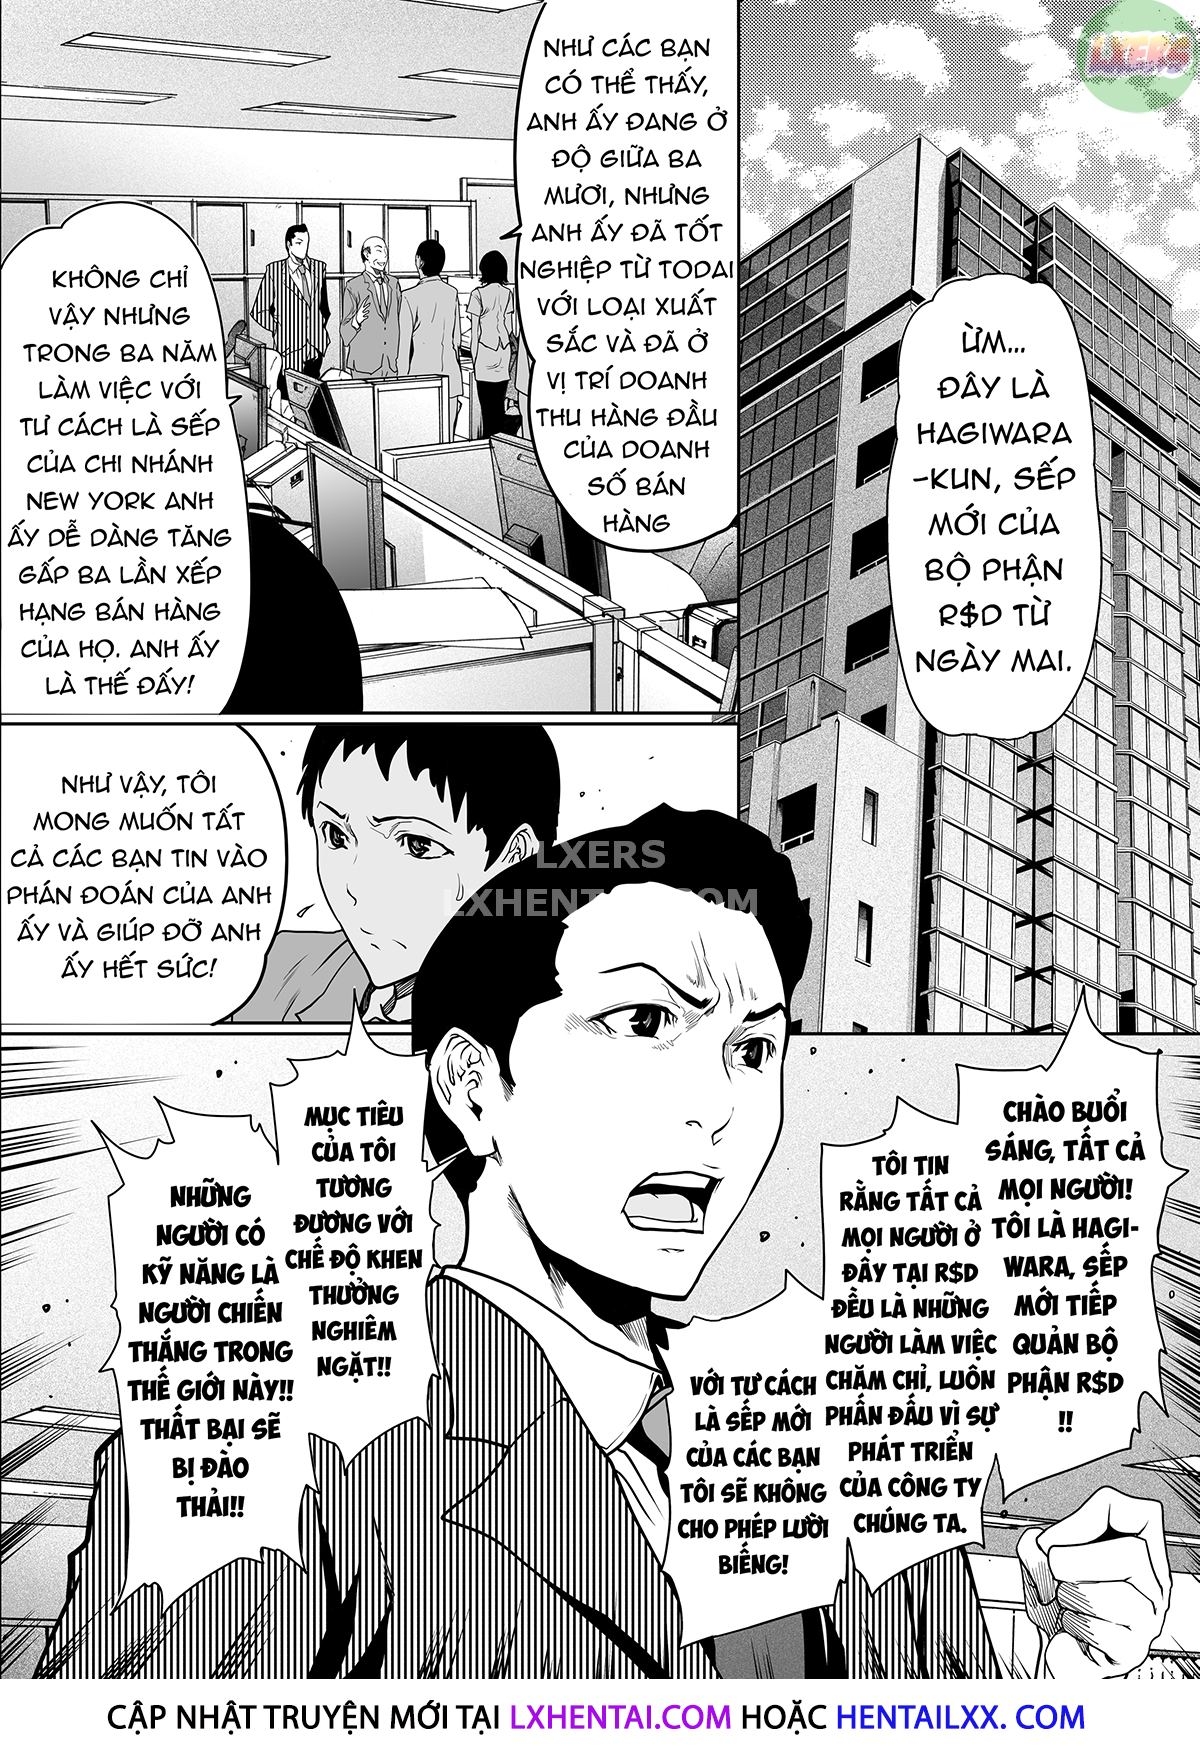 LXERS
ỪM...
ĐÂY LÀ
HAGIWARA
-KUN, SẾP
MỚI CỦA
BỘ PHẬN
R$D TỪ
NGÀY MAI.
NHƯ CÁC BẠN
CÓ THỂ THẤY,
ANH ẤY ĐANG Ở
ĐỘ GIỮA BA
MƯƠI, NHƯNG
ANH ẤY ĐÃ TỐT
NGHIỆP TỪ TODAI
VỚI LOẠI XUẤT
SẮC VÀ ĐÃ Ở
VỊ TRÍ DOANH
THU HÀNG ĐẦU
CỦA DOANH
SỐ BÁN
HÀNG
KHÔNG CHỈ
VẬY NHƯNG
TRONG BA NĂM
LÀM VIỆC VỚI
TƯ CÁCH LÀ SẾP
CỦA CHI NHÁNH
NEW YORK ANH
ẤY DỄ DÀNG TĂNG
GẤP BA LẦN XẾP
HẠNG BÁN HÀNG
CỦA HỌ. ANH ẤY
LÀ THẾ ĐẤY!
NHƯ VẬY, TÔI
MONG MUỐN TẤT
CẢ CÁC BẠN TIN VÀO
PHÁN ĐOÁN CỦA ANH
ẤY VÀ GIÚP ĐỠ ANH
ẤY HẾT SỨC!
LXERS
LXHENTAI.COM
CHÀO BUỔI
SÁNG, TẤT CẢ
MỌI NGƯỜI!
TÔI LÀ HAGI-
WARA, SẾP
MỚI TIẾP
QUẢN BỘ
PHẬN R$D
!!
TÔI TIN
RẰNG TẤT CẢ
MỌI NGƯỜI Ở
ĐÂY TẠI R$D
ĐỀU LÀ NHỮNG
NGƯỜI LÀM VIỆC
CHĂM CHỈ, LUÔN
PHẤN ĐẤU VÌ SỰ
PHÁT TRIỂN
CỦA CÔNG TY
CHÚNG TA.
VỚI TƯ CÁCH
LÀ SẾP MỚI
CỦA CÁC BẠN
TÔI SẼ KHÔNG
CHO PHÉP LƯỜI
BIẾNG!
MỤC TIÊU
CỦA TÔI
TƯƠNG
ĐƯƠNG VỚI
CHẾ ĐỘ KHEN
THƯỞNG
NGHIÊM
NGẶT!!
NHỮNG
NGƯỜI CÓ
KỸ NĂNG LÀ
NGƯỜI CHIẾN
THẮNG TRONG
THẾ GIỚI NÀY!!
THẤT BẠI SẼ
BỊ ĐÀO
THẢI!!
CẬP NHẬT TRUYỆN MỚI TẠI LXHENTAI.COM HOẶC HENTAILXX. COM